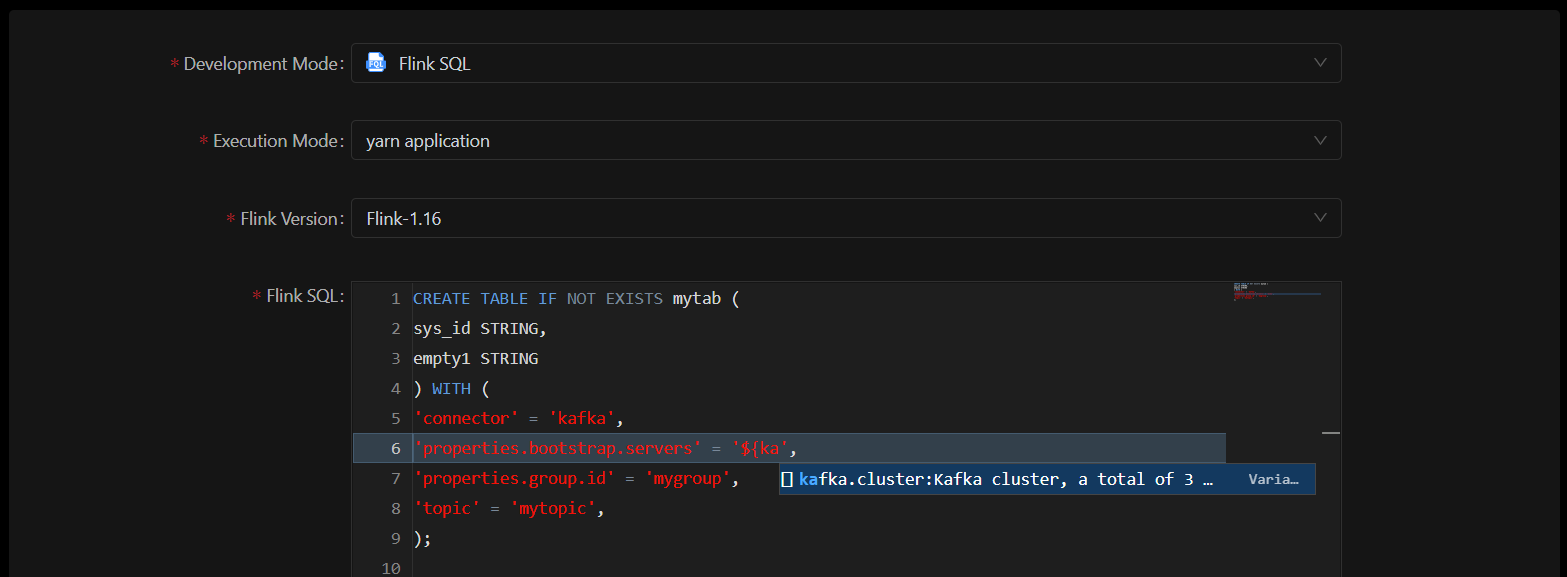 * Development Mode: Flink SQL
* Execution Mode: yarn application
* Flink Version: Flink-1.16
* Flink SQL:
1 CREATE TABLE IF NOT EXISTS mytab (
2 sys_id STRING,
3 empty1 STRING
4 ) WITH (
5 'connector' = 'kafka',
6 'properties.bootstrap.servers' = '${ka',
7 'properties.group.id' = 'mygroup',
kafka.cluster:Kafka cluster, a total of 3 … Varia…
8 'topic' = 'mytopic',
9 );
10